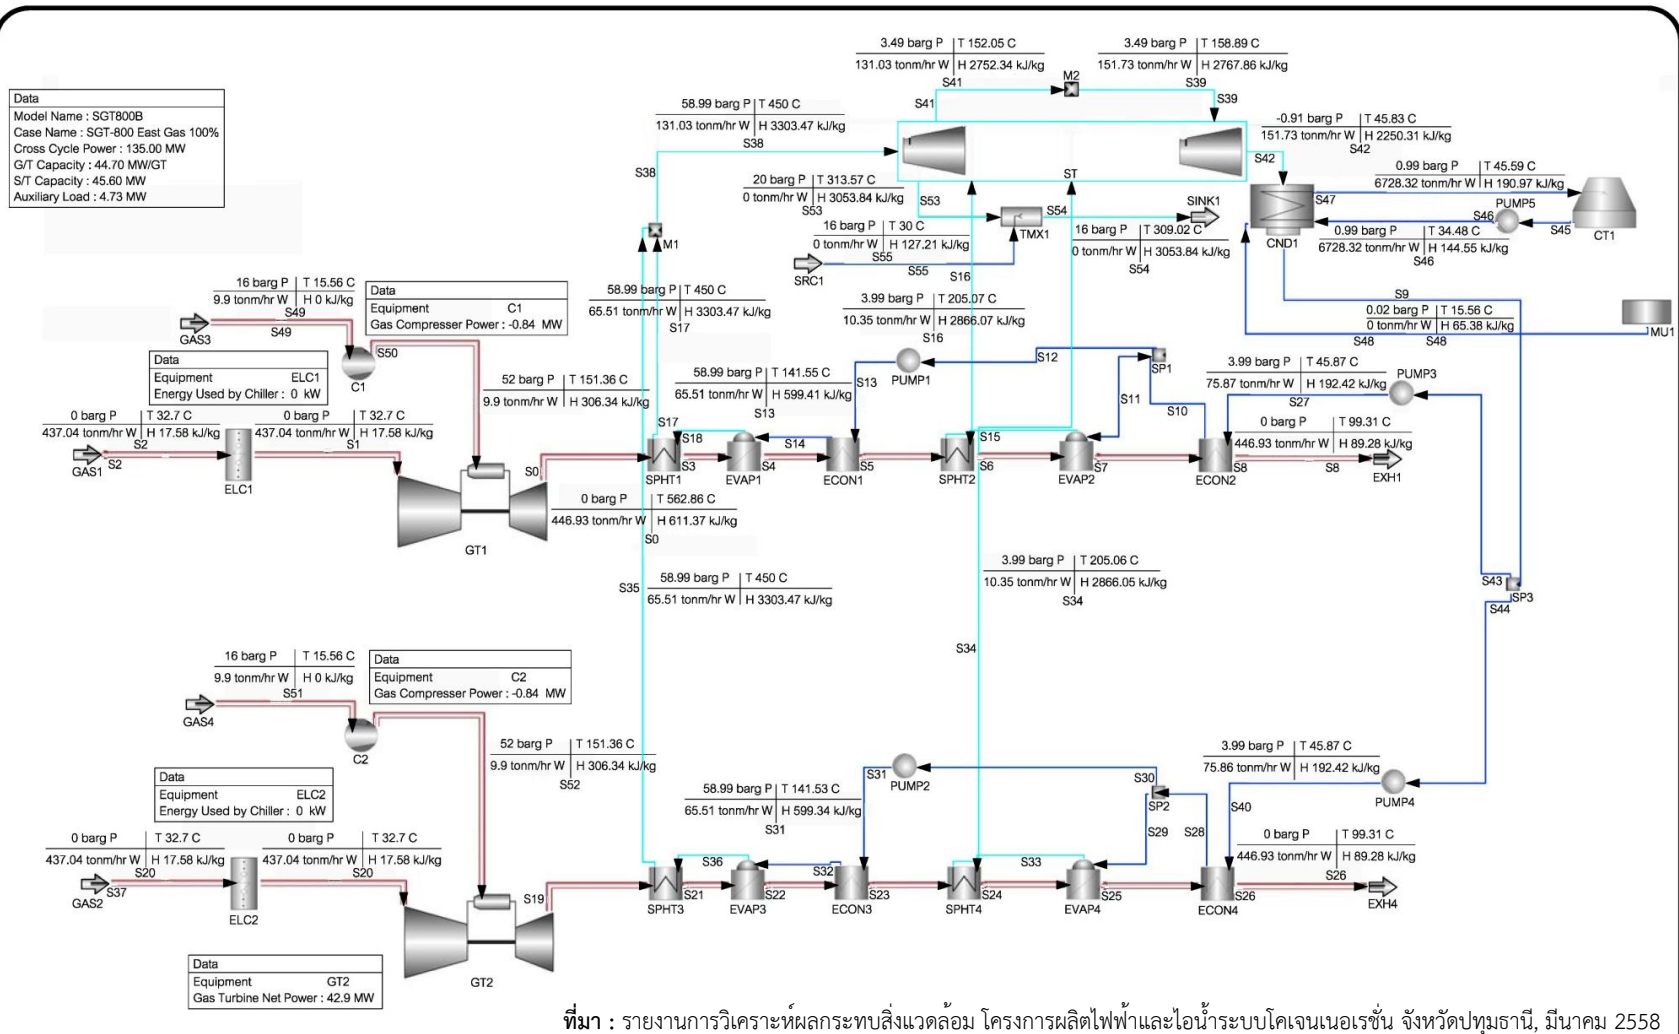 Data
Model Name : SGT800B
Case Name : SGT-800 East Gas 100%
Cross Cycle Power : 135.00 MW
G/T Capacity : 44.70 MW/GT
S/T Capacity : 45.60 MW
Auxiliary Load : 4.73 MW
3.49 barg P T 152.05 C
131.03 tonm/hr W H 2752.34 kJ/kg
S41
M2
3.49 barg P T 158.89 C
151.73 tonm/hr W H 2767.86 kJ/kg
S39
S41
S39
58.99 barg P T 450 C
131.03 tonm/hr W H 3303.47 kJ/kg
S38
-0.91 barg P T 45.83 C
151.73 tonm/hr W H 2250.31 kJ/kg
S42
S42
S38
ST
20 barg P T 313.57 C
0 tonm/hr W H 3053.84 kJ/kg
S53
S53
0.99 barg P T 45.59 C
6728.32 tonm/hr W H 190.97 kJ/kg
S47
TMX1
S54
SINK1
16 barg P T 30 C
0 tonm/hr W H 127.21 kJ/kg
S55
S55
SRC1
16 barg P T 309.02 C
0 tonm/hr W H 3053.84 kJ/kg
S54
S16
CND1
PUMP5
S46
S45
CT1
0.99 barg P T 34.48 C
6728.32 tonm/hr W H 144.55 kJ/kg
S46
M1
16 barg P T 15.56 C
9.9 tonm/hr W H 0 kJ/kg
S49
S49
GAS3
Data
Equipment C1
Gas Compresser Power : -0.84 MW
S50
C1
58.99 barg P T 450 C
65.51 tonm/hr W H 3303.47 kJ/kg
S17
3.99 barg P T 205.07 C
10.35 tonm/hr W H 2866.07 kJ/kg
S16
S9
0.02 barg P T 15.56 C
0 tonm/hr W H 65.38 kJ/kg
S48 S48
MU1
Data
Equipment ELC1
Energy Used by Chiller : 0 kW
52 barg P T 151.36 C
9.9 tonm/hr W H 306.34 kJ/kg
58.99 barg P T 141.55 C
65.51 tonm/hr W H 599.41 kJ/kg
S13
S13
PUMP1
S12
SP1
S11
S10
3.99 barg P T 45.87 C
75.87 tonm/hr W H 192.42 kJ/kg
S27
PUMP3
0 barg P T 32.7 C
437.04 tonm/hr W H 17.58 kJ/kg
S2
0 barg P T 32.7 C
437.04 tonm/hr W H 17.58 kJ/kg
S1
GAS1
S2
ELC1
GT1
S0
S17
S18
S3
SPHT1
EVAP1
S4
S14
ECON1
S5
S15
SPHT2
S6
EVAP2
S7
ECON2
S8
0 barg P T 99.31 C
446.93 tonm/hr W H 89.28 kJ/kg
S8
EXH1
0 barg P T 562.86 C
446.93 tonm/hr W H 611.37 kJ/kg
S0
S35
58.99 barg P T 450 C
65.51 tonm/hr W H 3303.47 kJ/kg
3.99 barg P T 205.06 C
10.35 tonm/hr W H 2866.05 kJ/kg
S34
S34
S43
SP3
S44
16 barg P T 15.56 C
9.9 tonm/hr W H 0 kJ/kg
S51
GAS4
Data
Equipment C2
Gas Compresser Power : -0.84 MW
C2
52 barg P T 151.36 C
9.9 tonm/hr W H 306.34 kJ/kg
S52
Data
Equipment ELC2
Energy Used by Chiller : 0 kW
58.99 barg P T 141.53 C
65.51 tonm/hr W H 599.34 kJ/kg
S31
S31
PUMP2
S30
SP2
S29
S28
3.99 barg P T 45.87 C
75.86 tonm/hr W H 192.42 kJ/kg
S40
PUMP4
0 barg P T 32.7 C
437.04 tonm/hr W H 17.58 kJ/kg
S20
0 barg P T 32.7 C
437.04 tonm/hr W H 17.58 kJ/kg
S20
GAS2
S37
ELC2
S19
GT2
S36
SPHT3
S21
EVAP3
S22
S32
ECON3
S23
S33
SPHT4
S24
EVAP4
S25
ECON4
S26
0 barg P T 99.31 C
446.93 tonm/hr W H 89.28 kJ/kg
S26
EXH4
Data
Equipment GT2
Gas Turbine Net Power : 42.9 MW
ที่มา : รายงานการวิเคราะห์ผลกระทบสิ่งแวดล้อม โครงการผลิตไฟฟ้าและไอน้ำระบบโคเจนเนอเรชั่น จังหวัดปทุมธานี, มีนาคม 2558